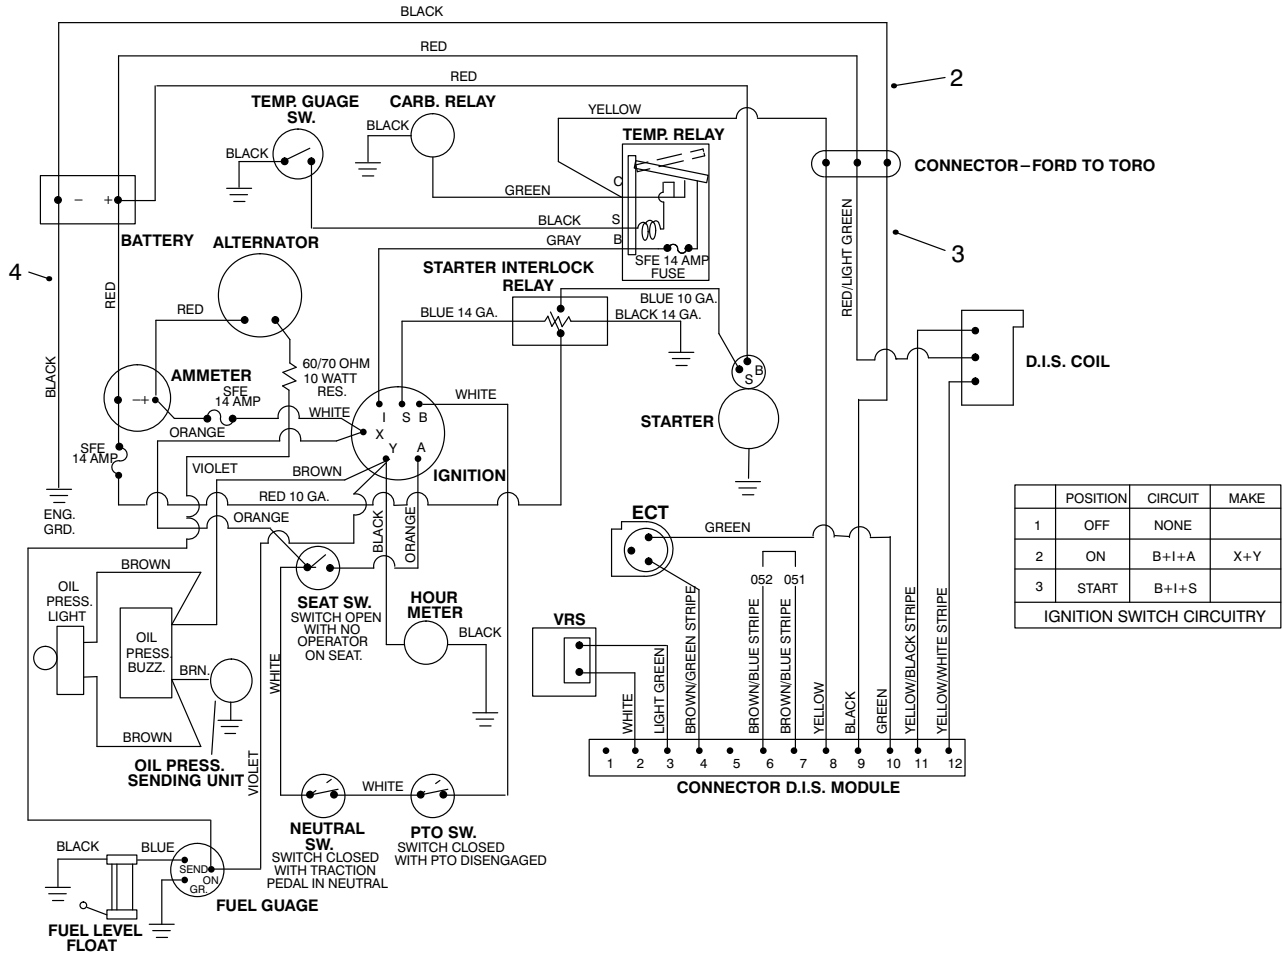 BLACK
RED
RED
2
TEMP. GUAGE
SW.
CARB. RELAY
YELLOW
BLACK
TEMP. RELAY
BLACK
CONNECTOR–FORD TO TORO
C
GREEN
- +
S
BLACK
BATTERY
ALTERNATOR
GRAY
B
3
SFE 14 AMP
FUSE
4
STARTER INTERLOCK
RELAY
RED/LIGHT GREEN
RED
BLUE 10 GA.
RED
BLUE 14 GA.
BLACK 14 GA.
BLACK
60/70 OHM
10 WATT
RES.
D.I.S. COIL
AMMETER
B
S
SFE
14 AMP
WHITE
–+
WHITE
I S B
STARTER
X
ORANGE
Y A
SFE
14 AMP
VIOLET
BROWN
IGNITION
RED 10 GA.
ENG.
GRD.
ORANGE
BLACK
ORANGE
ECT
GREEN
POSITION CIRCUIT MAKE
1 OFF NONE
2 ON B+I+A X+Y
3 START B+I+S
IGNITION SWITCH CIRCUITRY
BROWN
OIL
PRESS.
LIGHT
052 051
SEAT SW.
SWITCH OPEN
WITH NO
OPERATOR
ON SEAT.
HOUR
METER
BLACK
VRS
OIL
PRESS.
BUZZ.
BRN.
WHITE
WHITE
LIGHT GREEN
BROWN/GREEN STRIPE
BROWN/BLUE STRIPE
BROWN/BLUE STRIPE
YELLOW
BLACK
GREEN
YELLOW/BLACK STRIPE
YELLOW/WHITE STRIPE
BROWN
OIL PRESS.
SENDING UNIT
VIOLET
1 2 3 4 5 6 7 8 9 10 11 12
CONNECTOR D.I.S. MODULE
WHITE
NEUTRAL
SW.
SWITCH CLOSED
WITH TRACTION
PEDAL IN NEUTRAL
PTO SW.
SWITCH CLOSED
WITH PTO DISENGAGED
BLACK
BLUE
SEND
ON
GR.
FUEL GUAGE
FUEL LEVEL
FLOAT